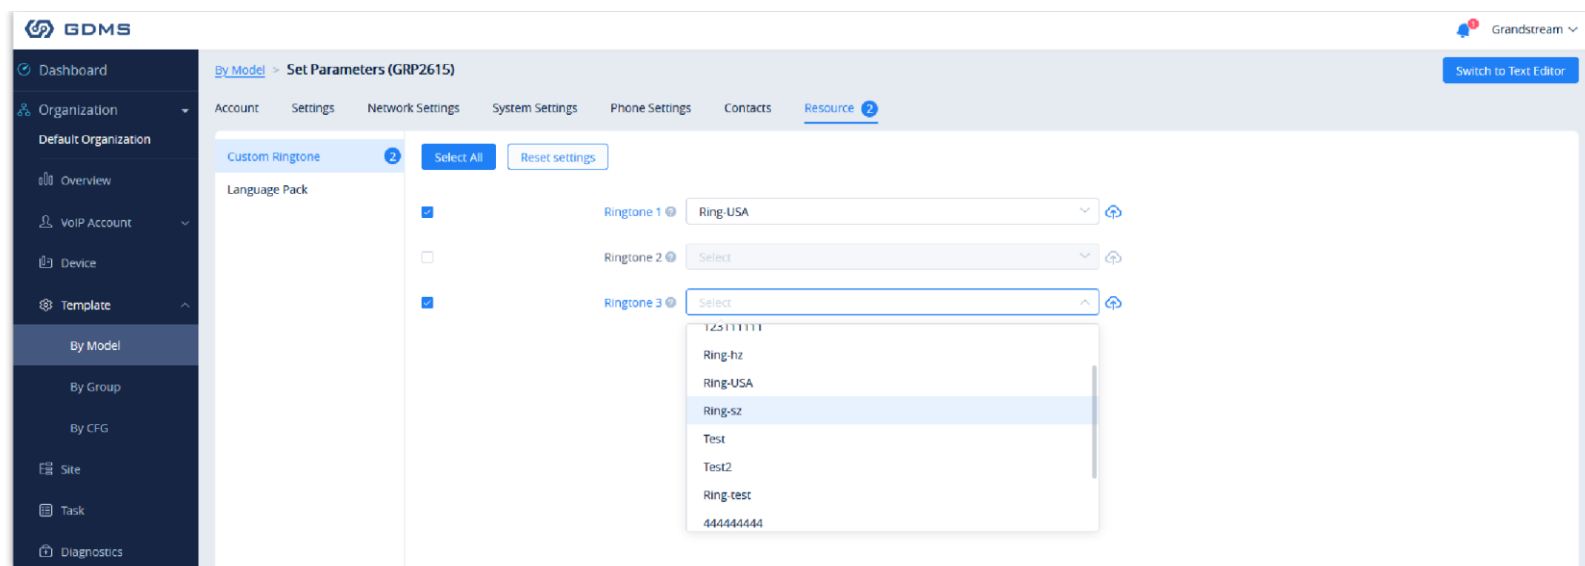 GDMS
1
Grandstream
Dashboard
By Model > Set Parameters (GRP2615)
Switch to Text Editor
Organization
Default Organization
Account Settings Network Settings System Settings Phone Settings Contacts Resource 2
Overview
VoIP Account
Device
Template
By Model
By Group
By CFG
Site
Task
Diagnostics
Custom Ringtone 2
Language Pack
Select All Reset settings
Ringtone 1 Ring-USA
Ringtone 2 Select
Ringtone 3 Select
123111111
Ring-hz
Ring-USA
Ring-sz
Test
Test2
Ring-test
444444444